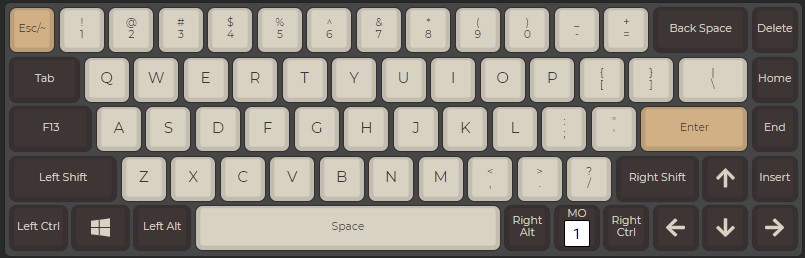 Esc/~ ! @ # $ % ^ & * ( ) _ + Back Space Delete
1 2 3 4 5 6 7 8 9 0 - =
Tab Q W E R T Y U I O P { } | Home
[ ] \
F13 A S D F G H J K L : " Enter End
; '
Left Shift Z X C V B N M < > ? Right Shift Insert
, . /
Left Ctrl Left Alt Space Right MO Right
Alt 1 Ctrl